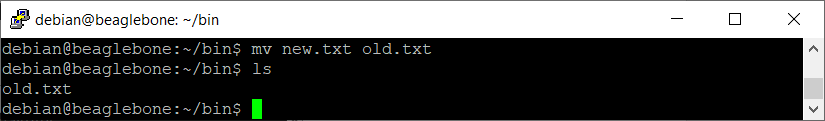 debian@beaglebone: ~/bin
debian@beaglebone:~/bin$ mv new.txt old.txt
debian@beaglebone:~/bin$ ls
old.txt
debian@beaglebone:~/bin$